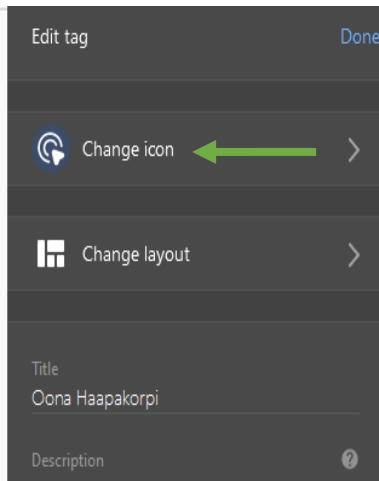 Edit tag
Done
Change icon
Change layout
Title
Oona Haapakorpi
Description
?